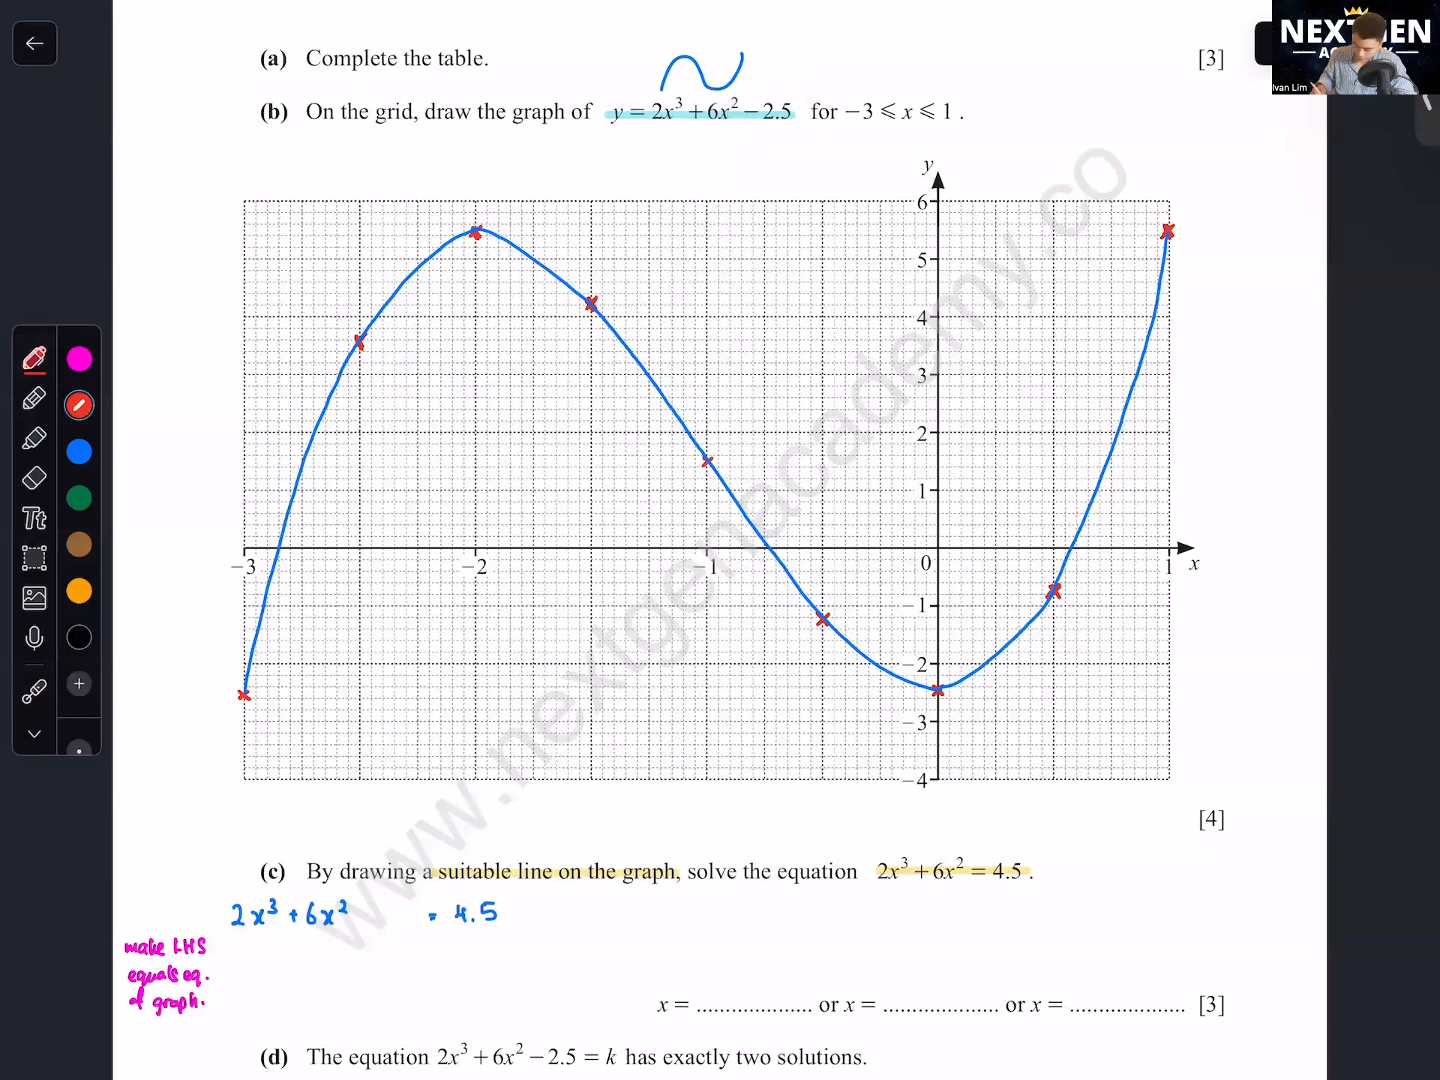 NEXTGEN
Ivan Lim
(a) Complete the table. [3]
(b) On the grid, draw the graph of y = 2x³ + 6x² − 2.5 for −3 ⩽ x ⩽ 1 .
y
6
5
4
3
2
1
−3 −2 −1 0 1 x
−1
−2
−3
−4
www.nextgenacademy.co
[4]
(c) By drawing a suitable line on the graph, solve the equation 2x³ + 6x² = 4.5 .
2x³ + 6x² = 4.5
make LHS
equals eq.
of graph.
x = .................... or x = .................... or x = .................... [3]
(d) The equation 2x³ + 6x² − 2.5 = k has exactly two solutions.
Tt